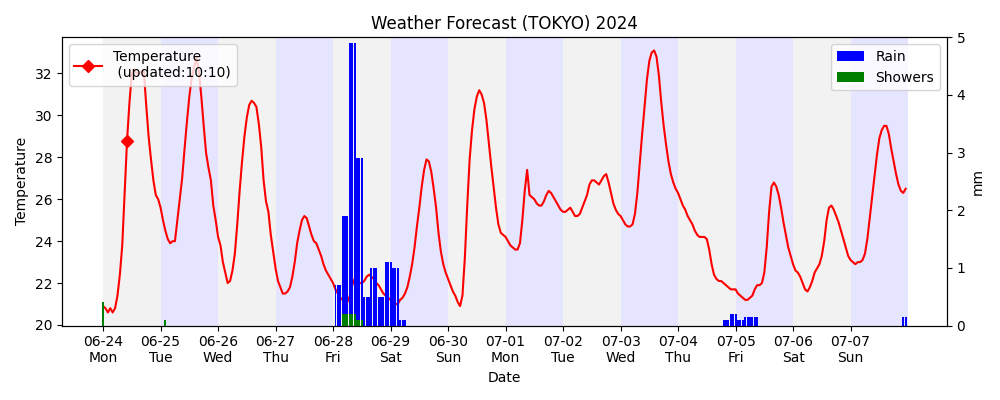 Weather Forecast (TOKYO) 2024
Temperature
(updated:10:10)
Rain
Showers
Temperature
32
30
28
26
24
22
20
5
4
3
2
1
0
mm
06-24 06-25 06-26 06-27 06-28 06-29 06-30 07-01 07-02 07-03 07-04 07-05 07-06 07-07
Mon Tue Wed Thu Fri Sat Sun Mon Tue Wed Thu Fri Sat Sun
Date